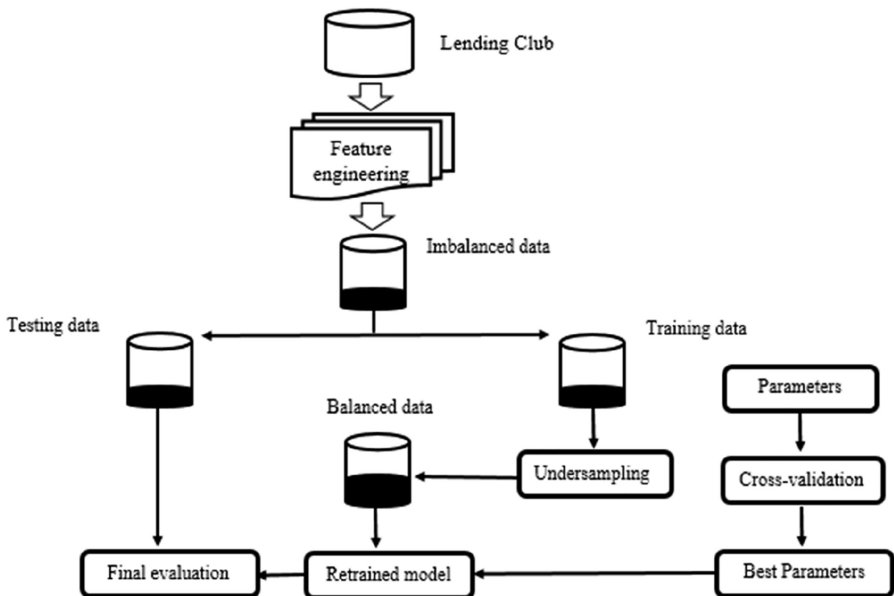 Lending Club
Feature
engineering
Imbalanced data
Testing data
Training data
Parameters
Balanced data
Undersampling
Cross-validation
Final evaluation
Retrained model
Best Parameters